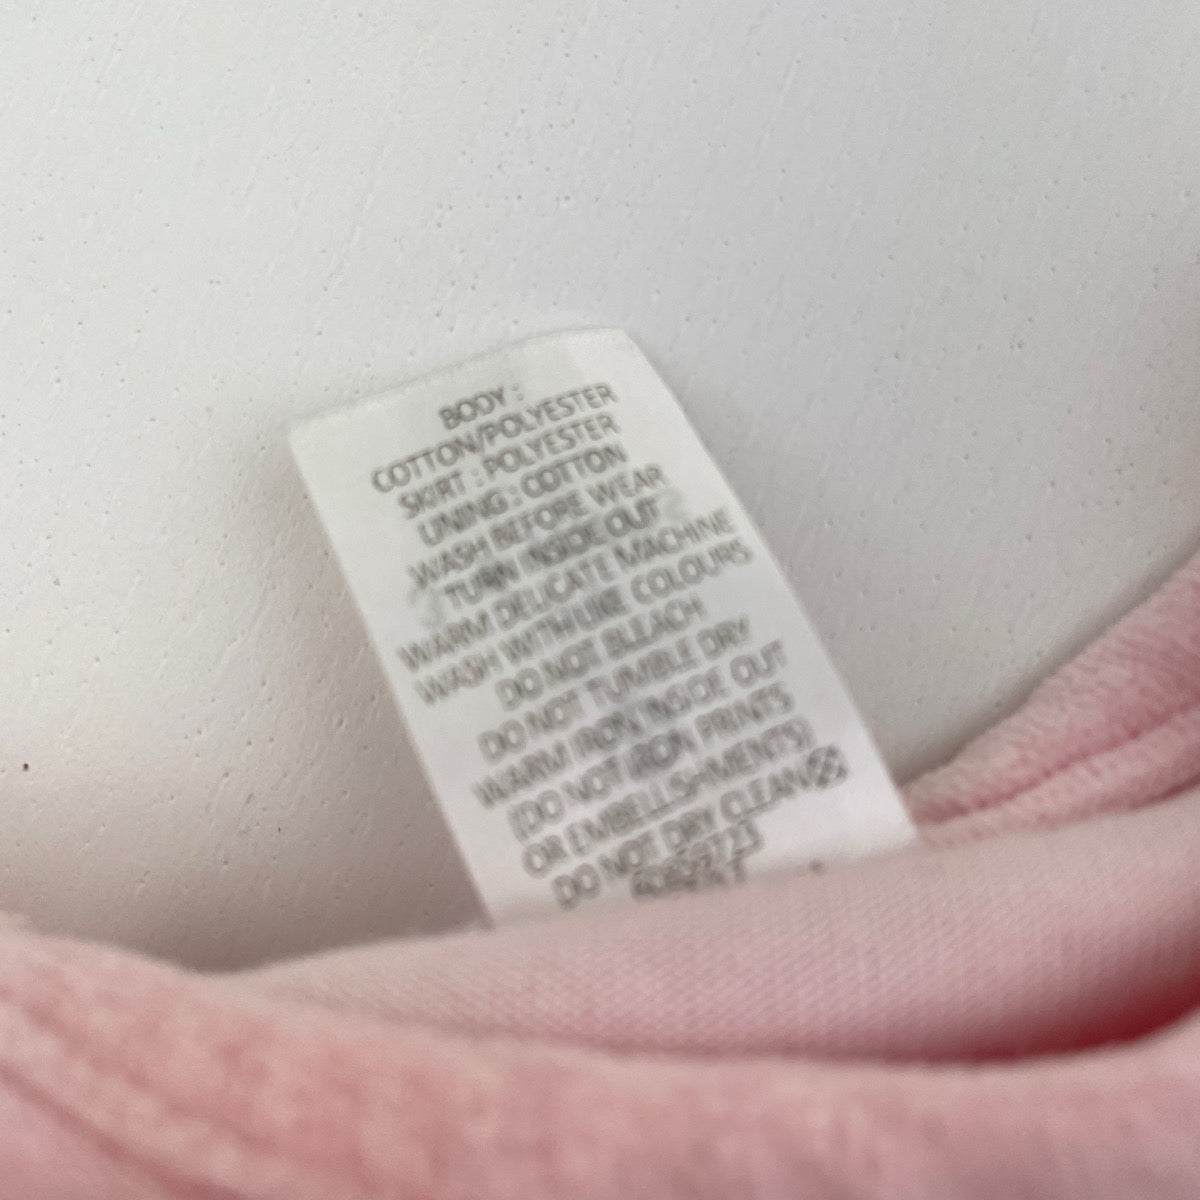 BODY :
COTTON/POLYESTER
SKIRT : POLYESTER
LINING : COTTON
WASH BEFORE WEAR
TURN INSIDE OUT
WARM DELICATE MACHINE
WASH WITH LIKE COLOURS
DO NOT BLEACH
DO NOT TUMBLE DRY
WARM IRON INSIDE OUT
(DO NOT IRON PRINTS
OR EMBELLISHMENTS)
DO NOT DRY CLEAN